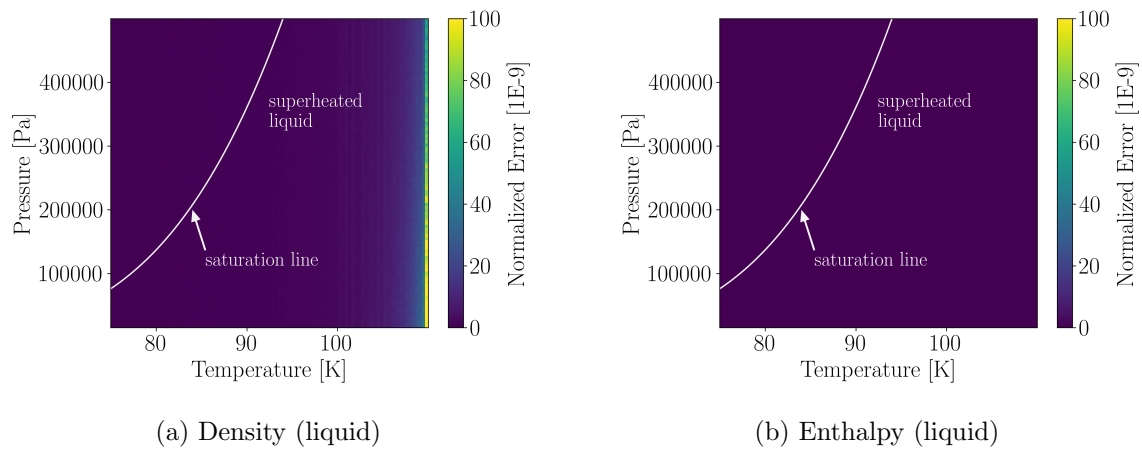 400000
300000
200000
100000
Pressure [Pa]
80
90
100
Temperature [K]
superheated
liquid
saturation line
100
80
60
40
20
0
Normalized Error [1E-9]
(a) Density (liquid)
400000
300000
200000
100000
Pressure [Pa]
80
90
100
Temperature [K]
superheated
liquid
saturation line
100
80
60
40
20
0
Normalized Error [1E-9]
(b) Enthalpy (liquid)